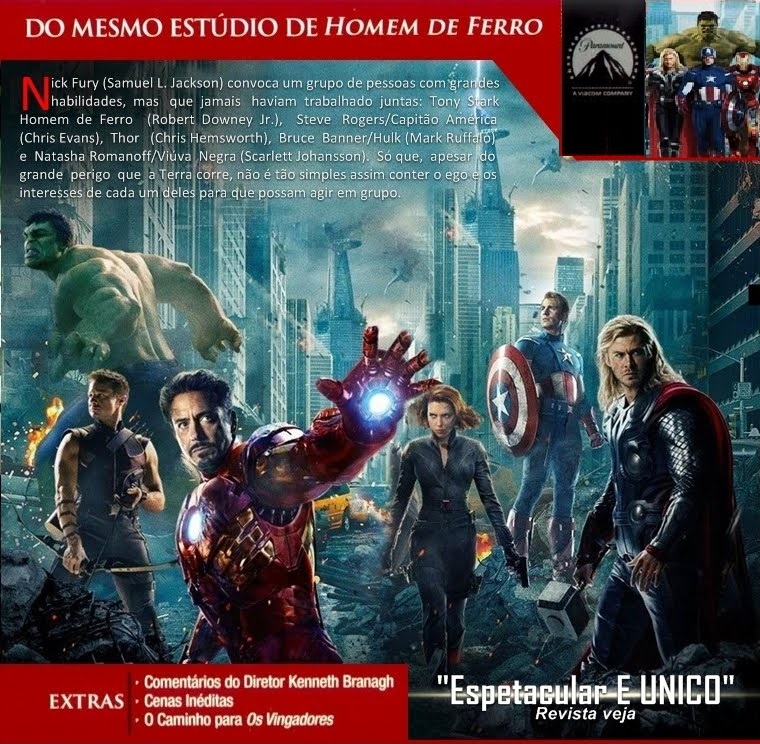 DO MESMO ESTÚDIO DE HOMEM DE FERRO
Paramount
A VIACOM COMPANY
Nick Fury (Samuel L. Jackson) convoca um grupo de pessoas com grandes
habilidades, mas que jamais haviam trabalhado juntas: Tony Stark
Homem de Ferro (Robert Downey Jr.), Steve Rogers/Capitão América
(Chris Evans), Thor (Chris Hemsworth), Bruce Banner/Hulk (Mark Ruffalo)
e Natasha Romanoff/Viúva Negra (Scarlett Johansson). Só que, apesar do
grande perigo que a Terra corre, não é tão simples assim conter o ego e os
interesses de cada um deles para que possam agir em grupo.
EXTRAS
· Comentários do Diretor Kenneth Branagh
· Cenas Inéditas
· O Caminho para Os Vingadores
"Espetacular E UNICO"
Revista veja